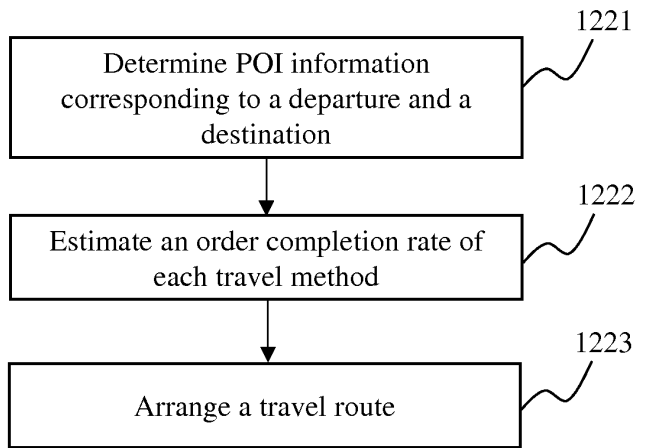 1221
Determine POI information
corresponding to a departure and a
destination
1222
Estimate an order completion rate of
each travel method
1223
Arrange a travel route